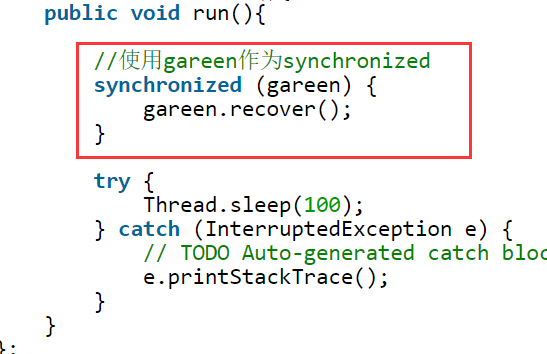 public void run(){
//使用gareen作为synchronized
synchronized (gareen) {
gareen.recover();
}
try {
Thread.sleep(100);
} catch (InterruptedException e) {
// TODO Auto-generated catch bloc
e.printStackTrace();
}
}
};